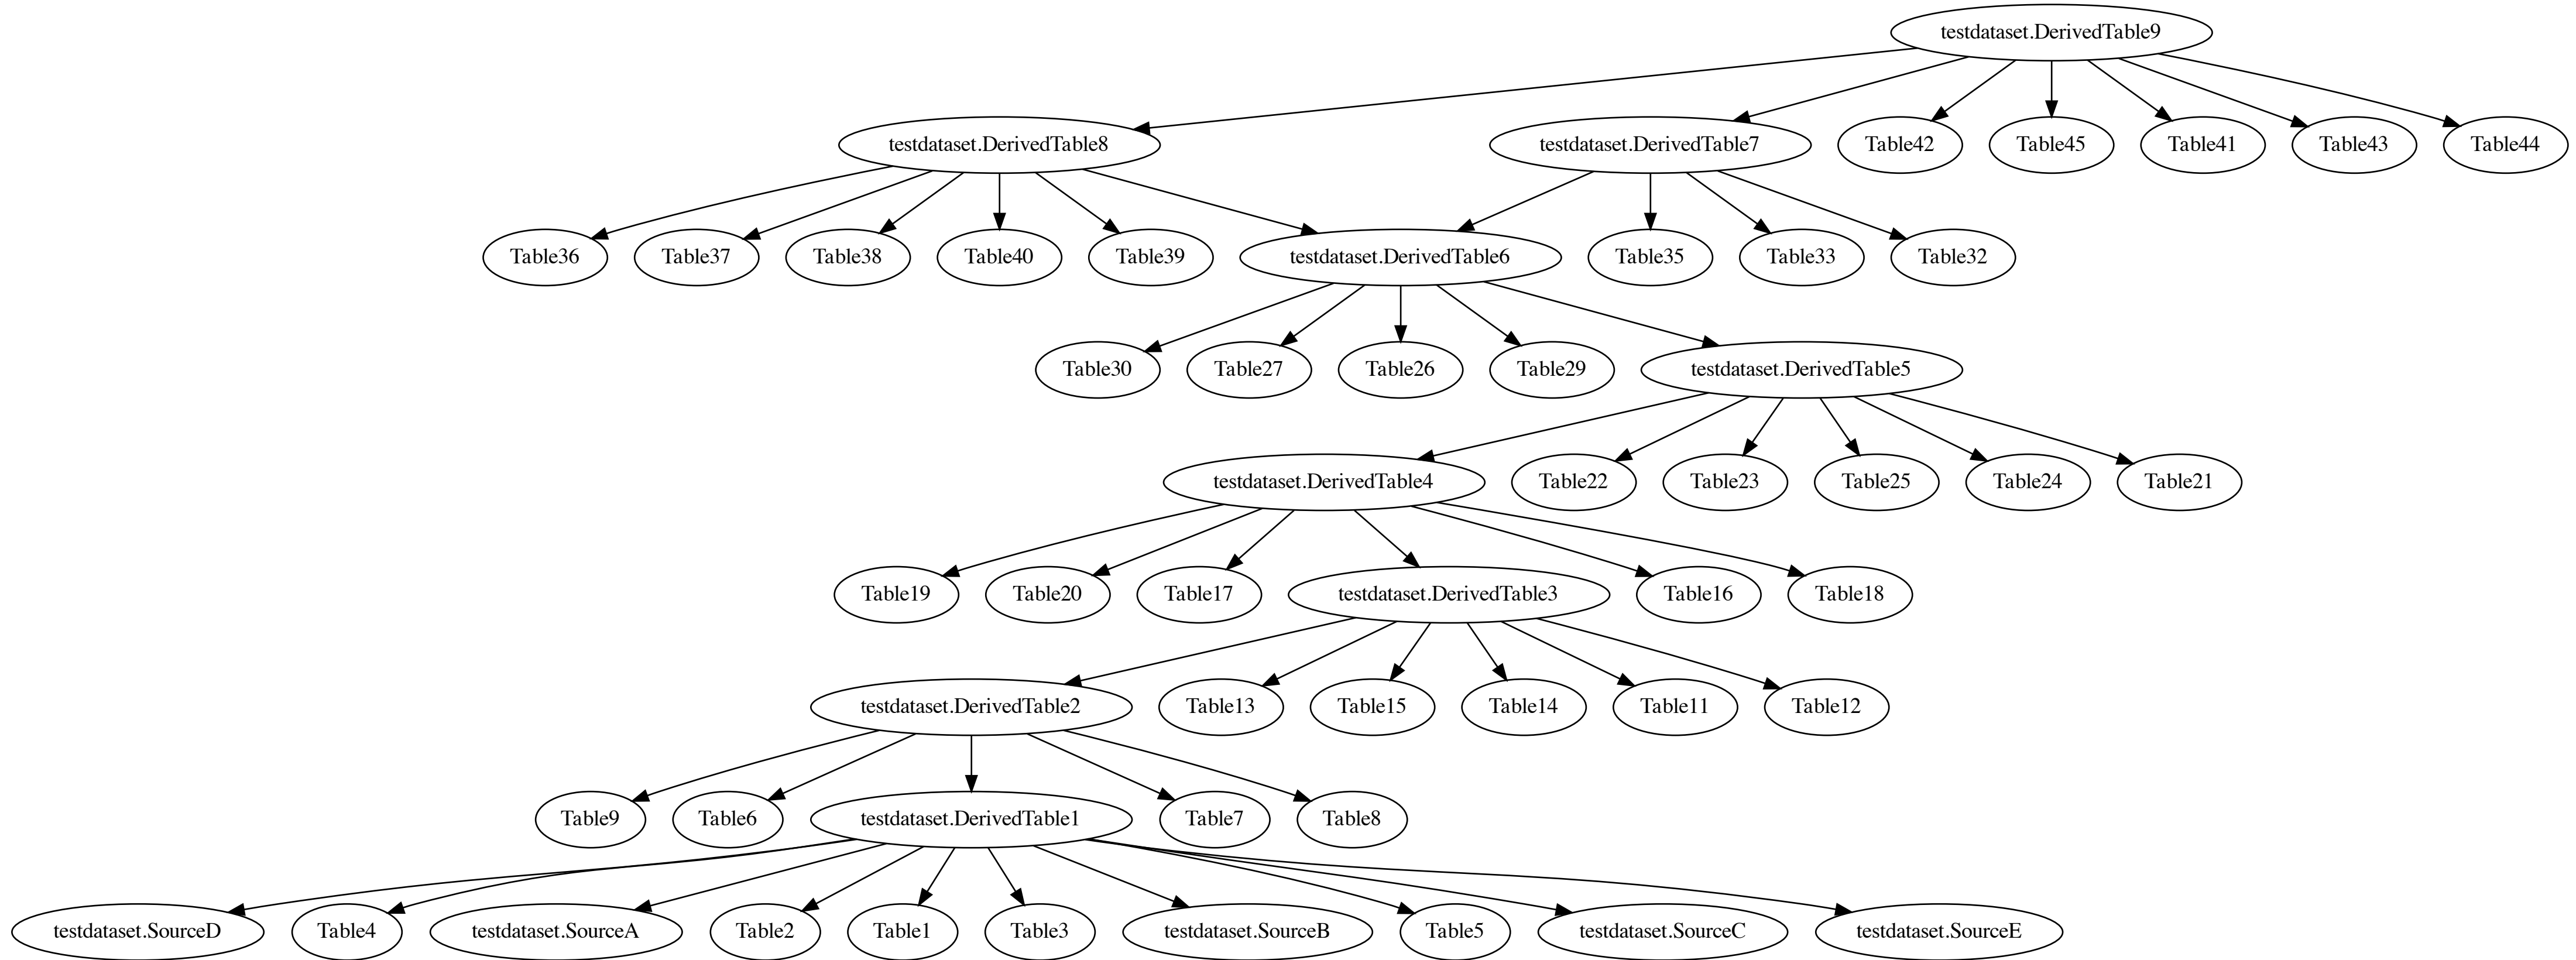 testdataset.DerivedTable9
testdataset.DerivedTable8
testdataset.DerivedTable7
Table42
Table45
Table41
Table43
Table44
Table36
Table37
Table38
Table40
Table39
testdataset.DerivedTable6
Table35
Table33
Table32
Table30
Table27
Table26
Table29
testdataset.DerivedTable5
testdataset.DerivedTable4
Table22
Table23
Table25
Table24
Table21
Table19
Table20
Table17
testdataset.DerivedTable3
Table16
Table18
testdataset.DerivedTable2
Table13
Table15
Table14
Table11
Table12
Table9
Table6
testdataset.DerivedTable1
Table7
Table8
testdataset.SourceD
Table4
testdataset.SourceA
Table2
Table1
Table3
testdataset.SourceB
Table5
testdataset.SourceC
testdataset.SourceE